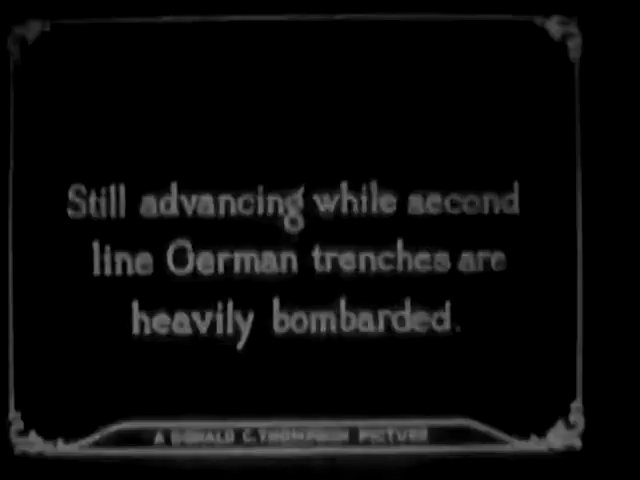 Still advancing while second
line German trenches are
heavily bombarded.
A DONALD C. THOMPSON PICTURE